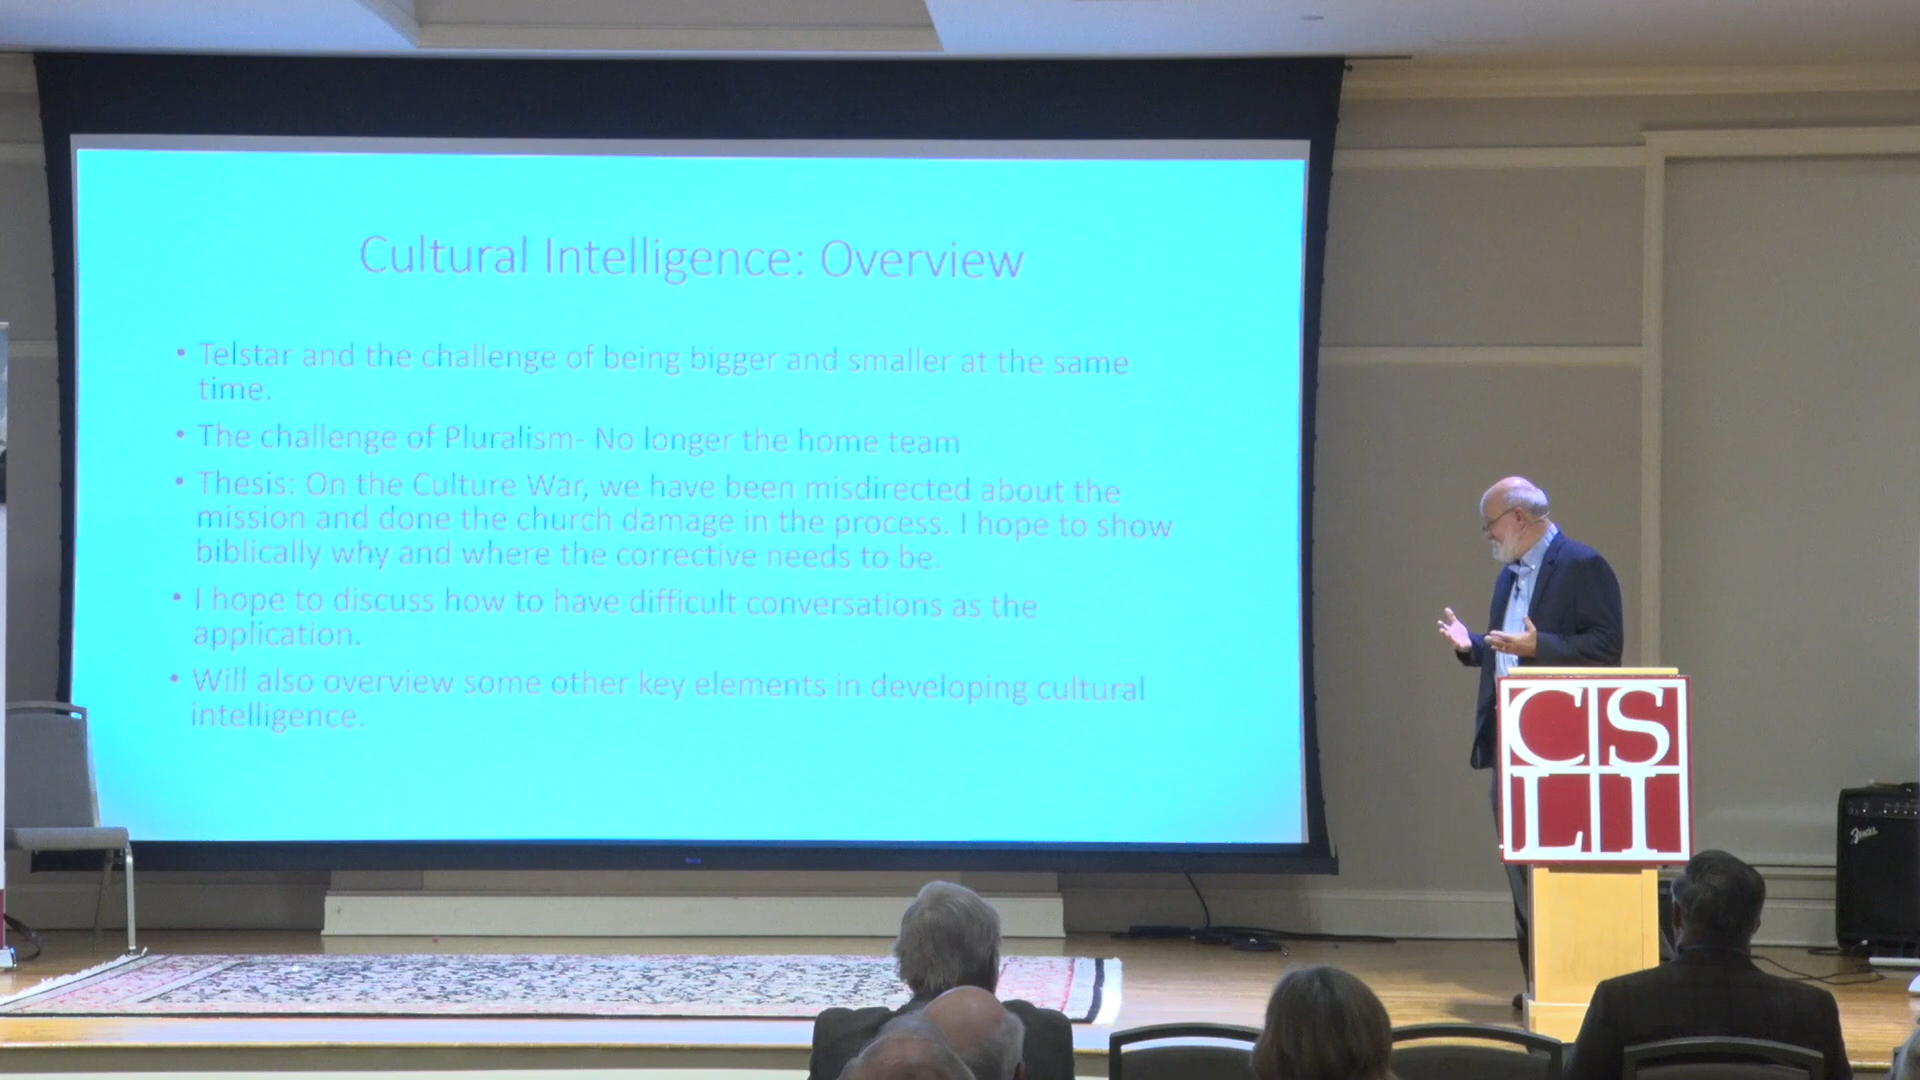 Cultural Intelligence: Overview
• Telstar and the challenge of being bigger and smaller at the same
time.
• The challenge of Pluralism- No longer the home team
• Thesis: On the Culture War, we have been misdirected about the
mission and done the church damage in the process. I hope to show
biblically why and where the corrective needs to be.
• I hope to discuss how to have difficult conversations as the
application.
• Will also overview some other key elements in developing cultural
intelligence.
CS
LI
Fender